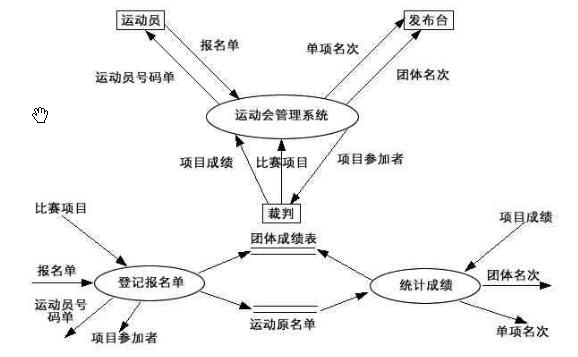 运动员
发布台
报名单
单项名次
运动员号码单
团体名次
运动会管理系统
项目成绩
比赛项目
项目参加者
裁判
比赛项目
项目成绩
团体成绩表
报名单
登记报名单
统计成绩
团体名次
运动员号
码单
运动原名单
项目参加者
单项名次